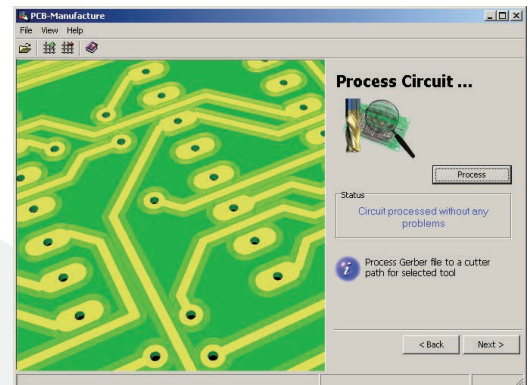 PCB-Manufacture
File View Help
Process Circuit ...
Process
Status
Circuit processed without any
problems
Process Gerber file to a cutter
path for selected tool
< Back Next >